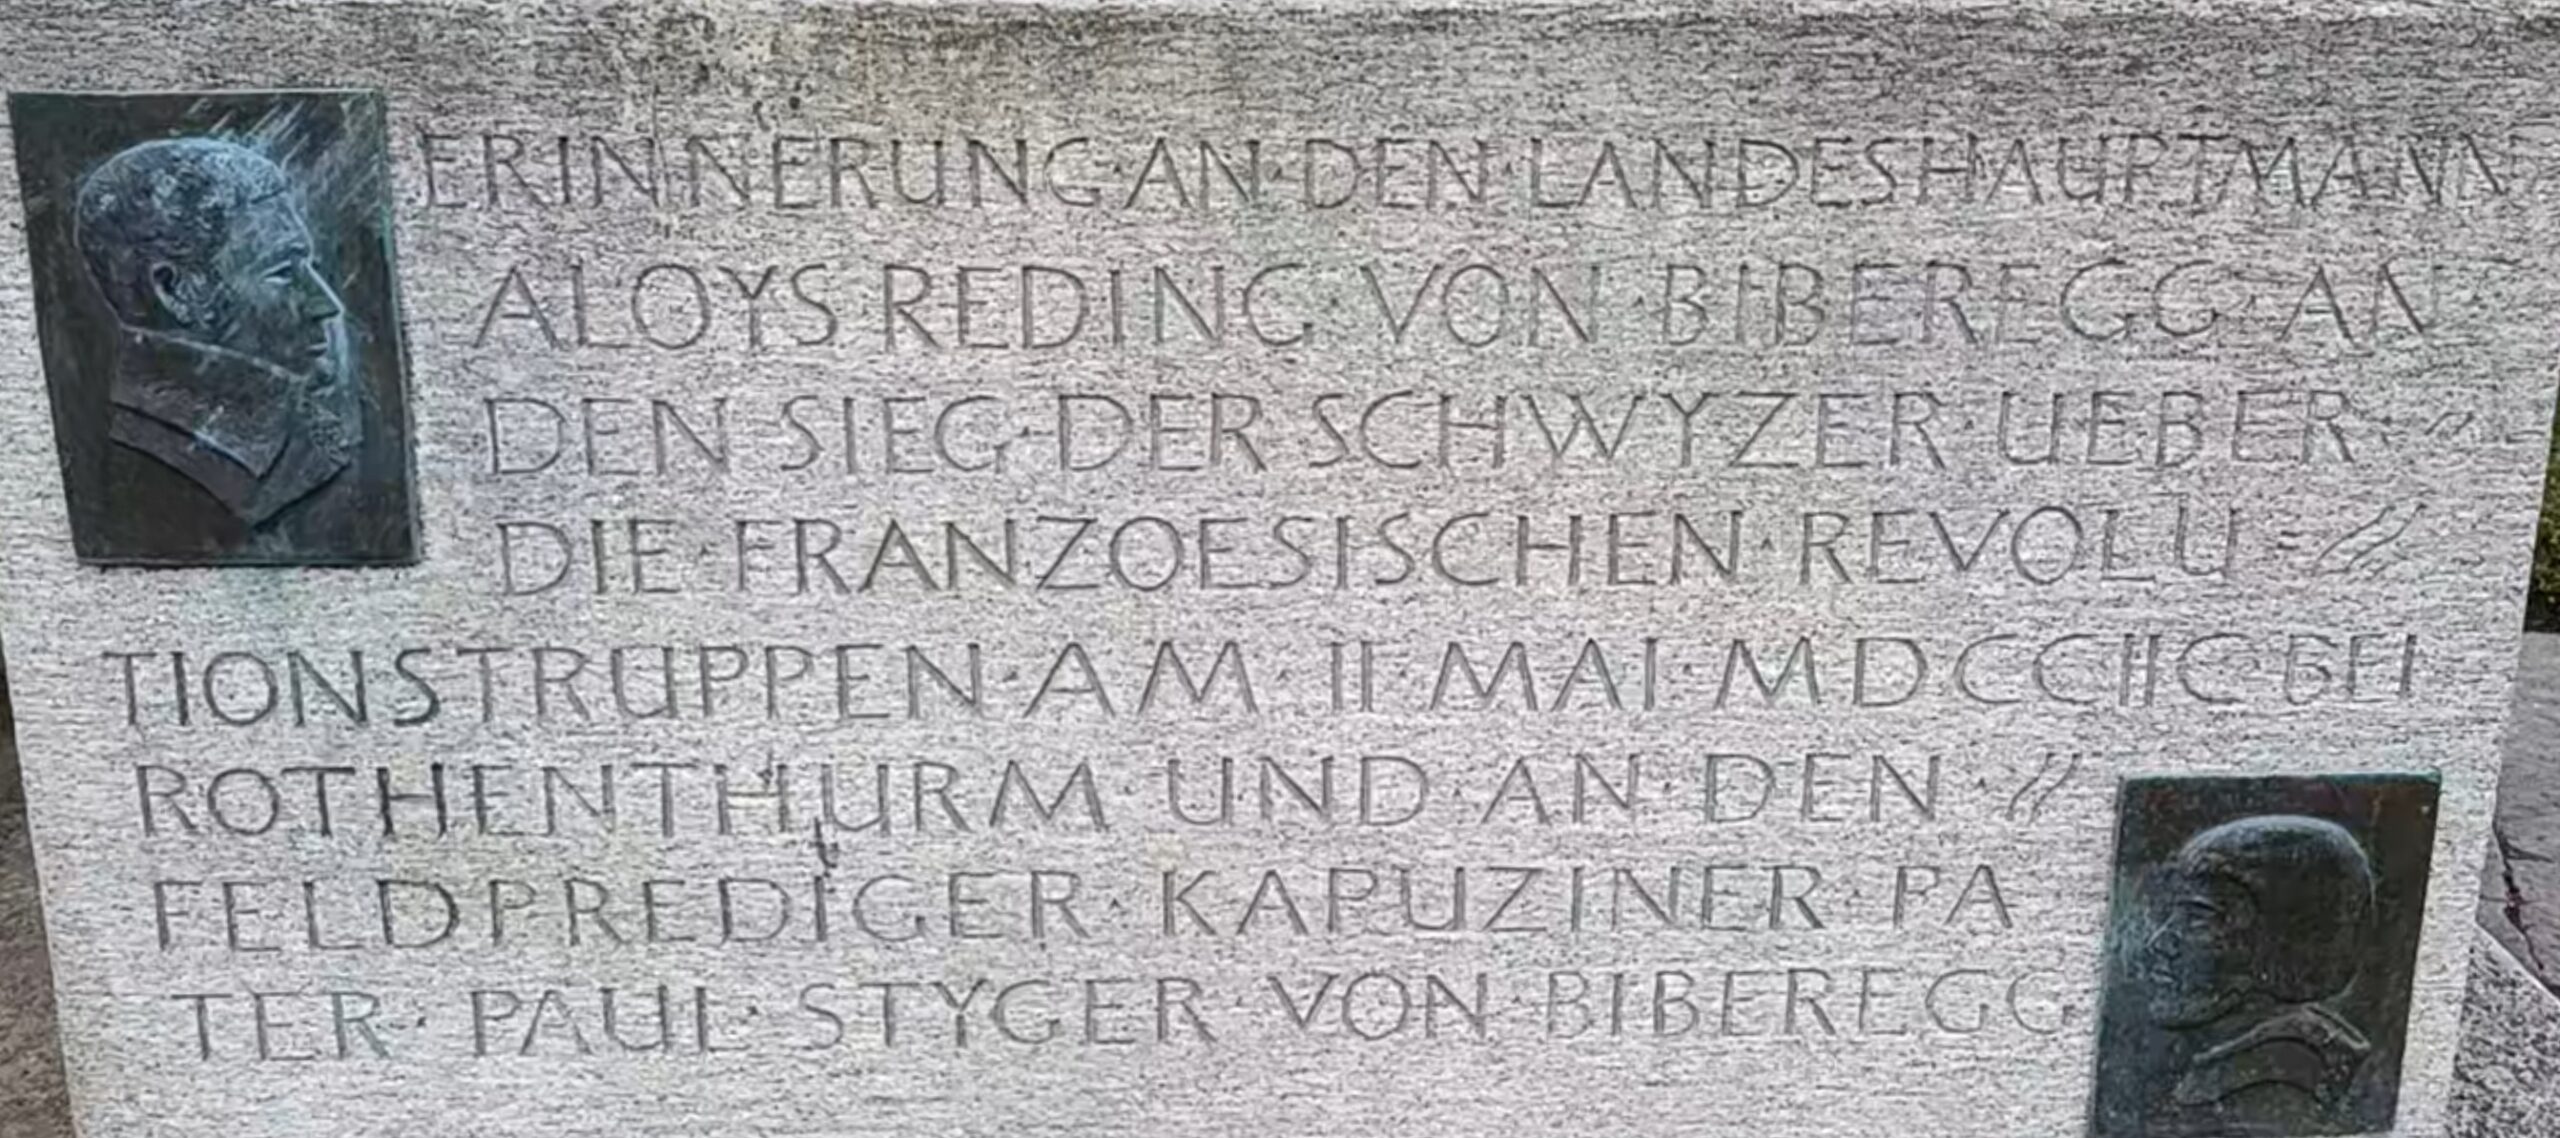 ERINNERUNG·AN·DEN·LANDESHAUPTMANN
ALOYS REDING·VON·BIBEREGG·AN
DEN·SIEG·DER·SCHWYZER·UEBER·//
DIE FRANZOESISCHEN·REVOLU-//
TIONSTRUPPEN·AM·II·MAI·MDCCIIC BEI
ROTHENTHURM UND AN DEN //
FELDPREDIGER·KAPUZINER·PA
TER·PAUL STYGER·VON·BIBEREGG